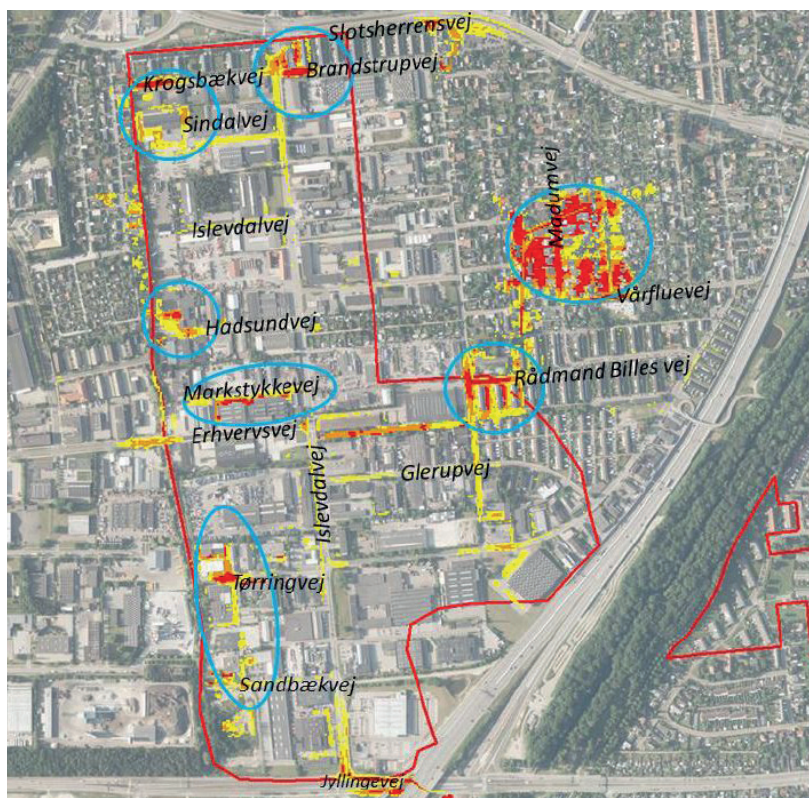 Slotsherrensvej
Krogsbækvej
Brandstrupvej
Sindalvej
Madumvej
Islevdalvej
Vårfluevej
Hadsundvej
Rådmand Billes vej
Markstykkevej
Erhvervsvej
Glerupvej
Islevdalvej
Tørringvej
Sandbækvej
Jyllingevej